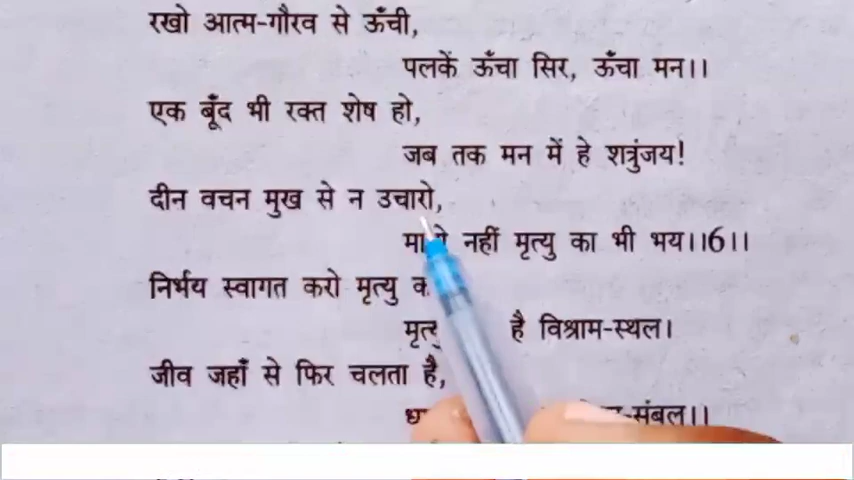 रखो आत्म-गौरव से ऊँची,
पलकें ऊँचा सिर, ऊँचा मन।।
एक बूँद भी रक्त शेष हो,
जब तक मन में हे शत्रुंजय!
दीन वचन मुख से न उचारो,
नहीं मृत्यु का भी भय।।6।।
निर्भय स्वागत करो मृत्यु
है विश्राम-स्थल।
जीव जहाँ से फिर चलता है,
संबल।।